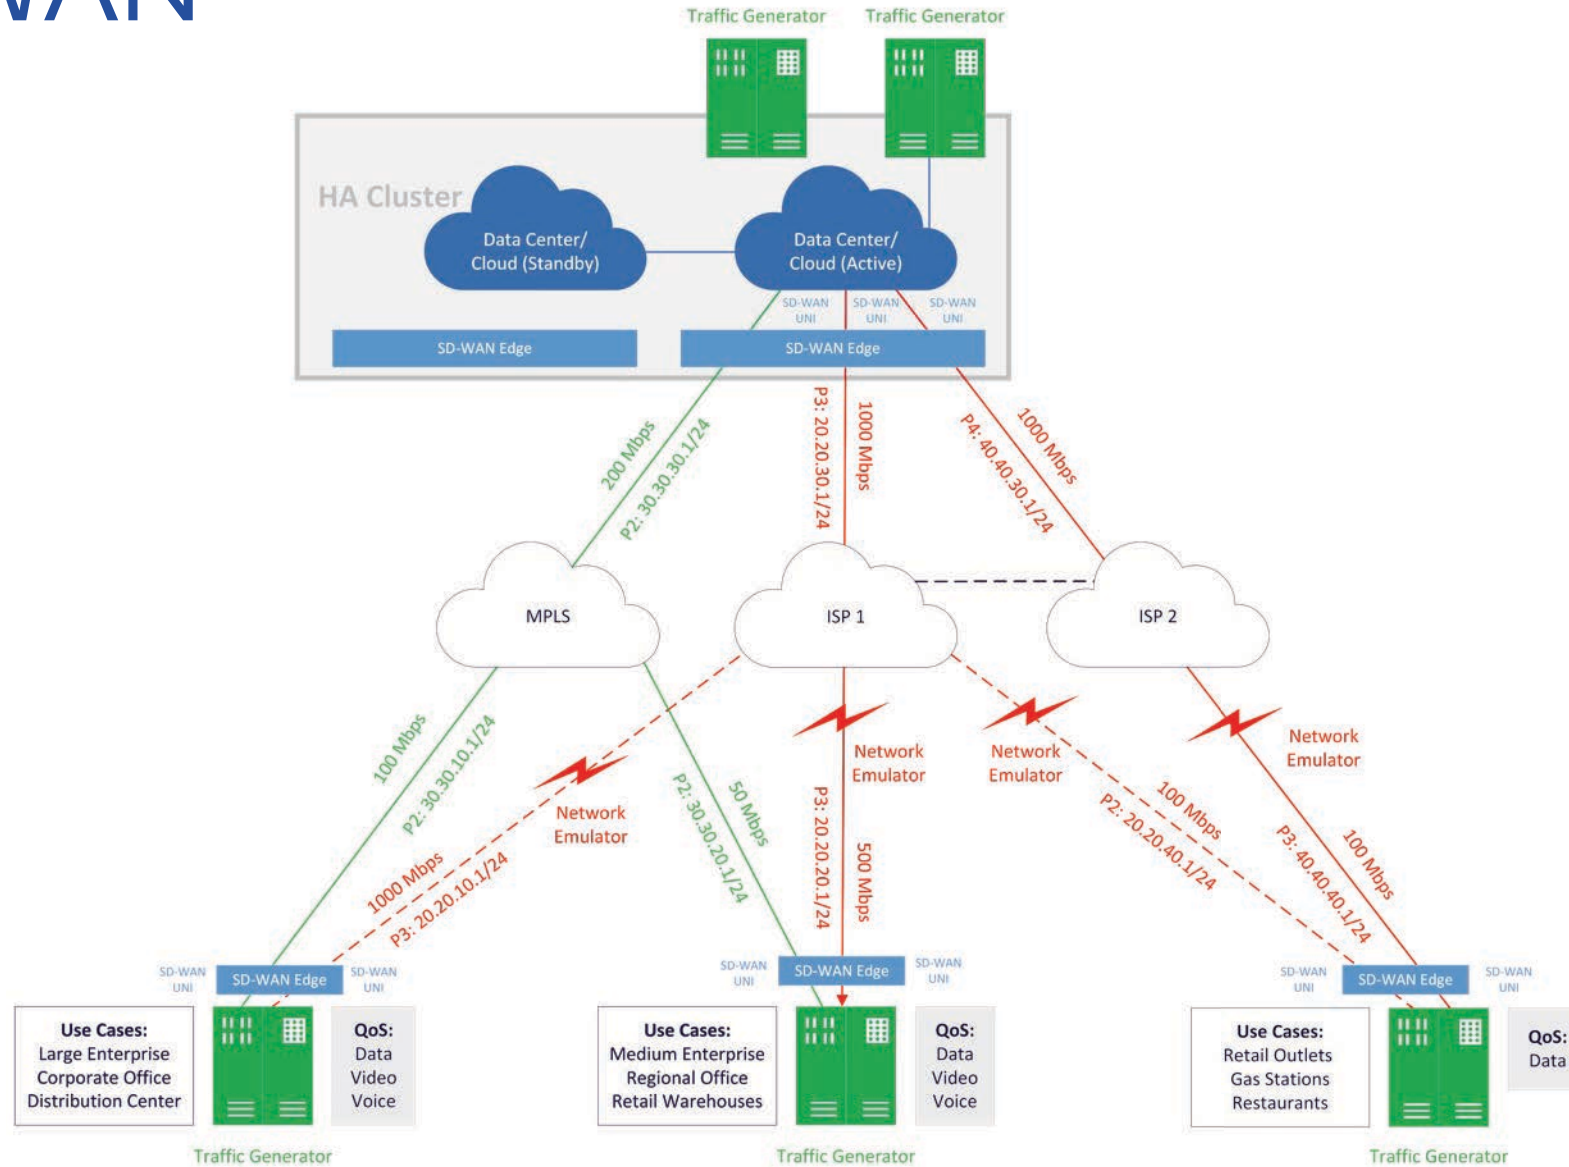 WAN
Traffic Generator
Traffic Generator
HA Cluster
Data Center/
Cloud (Standby)
Data Center/
Cloud (Active)
SD-WAN
UNI
SD-WAN
UNI
SD-WAN
UNI
SD-WAN Edge
SD-WAN Edge
200 Mbps
P2: 30.30.30.1/24
P3: 20.20.30.1/24
1000 Mbps
1000 Mbps
P4: 40.40.30.1/24
MPLS
ISP 1
ISP 2
100 Mbps
P2: 30.30.10.1/24
Network
Emulator
1000 Mbps
P3: 20.20.10.1/24
50 Mbps
P2: 30.30.20.1/24
Network
Emulator
P3: 20.20.20.1/24
500 Mbps
Network
Emulator
100 Mbps
P2: 20.20.40.1/24
Network
Emulator
100 Mbps
P3: 40.40.40.1/24
SD-WAN
UNI
SD-WAN Edge
SD-WAN
UNI
SD-WAN
UNI
SD-WAN Edge
SD-WAN
UNI
SD-WAN
UNI
SD-WAN Edge
SD-WAN
UNI
Use Cases:
Large Enterprise
Corporate Office
Distribution Center
QoS:
Data
Video
Voice
Use Cases:
Medium Enterprise
Regional Office
Retail Warehouses
QoS:
Data
Video
Voice
Use Cases:
Retail Outlets
Gas Stations
Restaurants
QoS:
Data
Traffic Generator
Traffic Generator
Traffic Generator